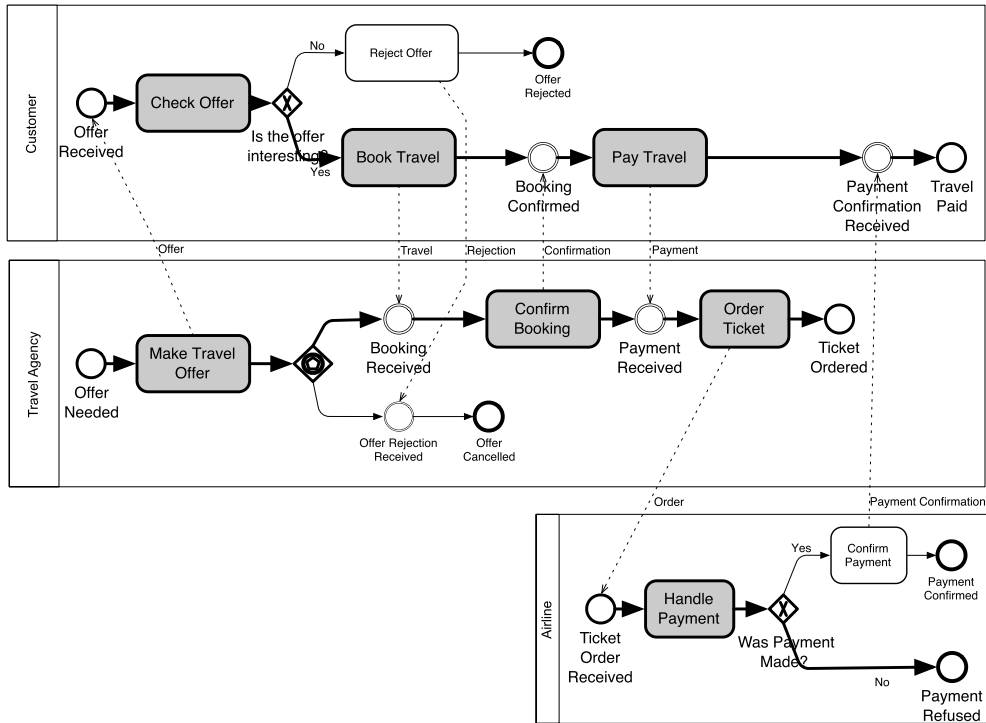 Customer
No
Reject Offer
Offer
Rejected
Check Offer
Offer
Received
Is the offer
interesting?
Yes
Book Travel
Booking
Confirmed
Pay Travel
Payment
Confirmation
Received
Travel
Paid
Offer
Travel
Rejection
Confirmation
Payment
Travel Agency
Offer
Needed
Make Travel
Offer
Booking
Received
Confirm
Booking
Payment
Received
Order
Ticket
Ticket
Ordered
Offer Rejection
Received
Offer
Cancelled
Order
Payment Confirmation
Airline
Ticket
Order
Received
Handle
Payment
Was Payment
Made?
Yes
Confirm
Payment
Payment
Confirmed
No
Payment
Refused